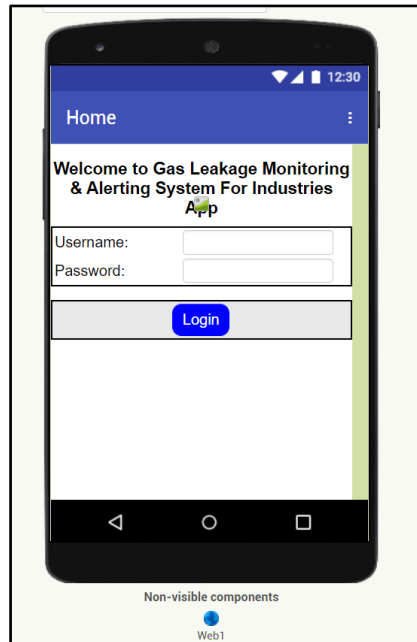 12:30
Home
Welcome to Gas Leakage Monitoring
& Alerting System For Industries
App
Username:
Password:
Login
Non-visible components
Web1